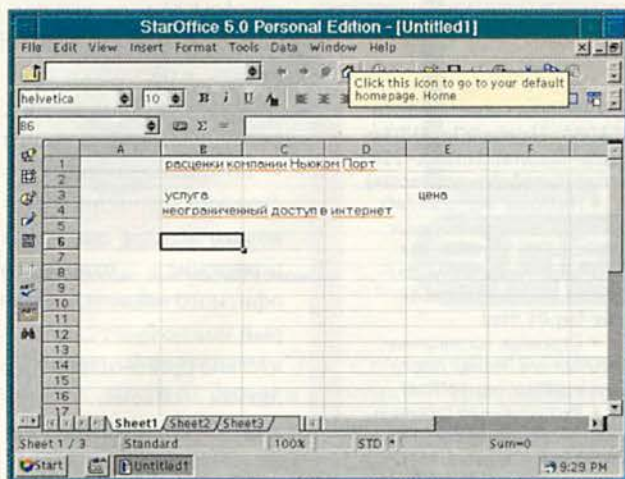 StarOffice 5.0 Personal Edition - [Untitled1]
File Edit View Insert Format Tools Data Window Help
Click this icon to go to your default
homepage. Home
helvetica 10 B i U A
B6 Σ =
A B C D E F
1 расценки компании Ньюком Порт
2
3 услуга цена
4 неограниченный доступ в интернет
5
6
7
8
9
10
11
12
13
14
15
16
17
Sheet1 Sheet2 Sheet3
Sheet 1 / 3 Standard 100% STD * Sum=0
Start Untitled1 9:29 PM